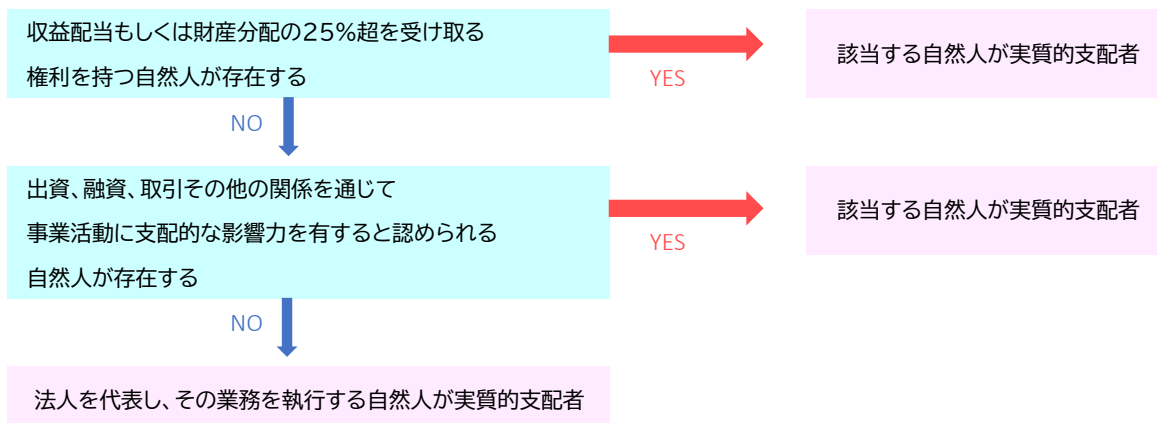 収益配当もしくは財産分配の25%超を受け取る
権利を持つ自然人が存在する
YES
該当する自然人が実質的支配者
NO
出資、融資、取引その他の関係を通じて
事業活動に支配的な影響力を有すると認められる
自然人が存在する
YES
該当する自然人が実質的支配者
NO
法人を代表し、その業務を執行する自然人が実質的支配者